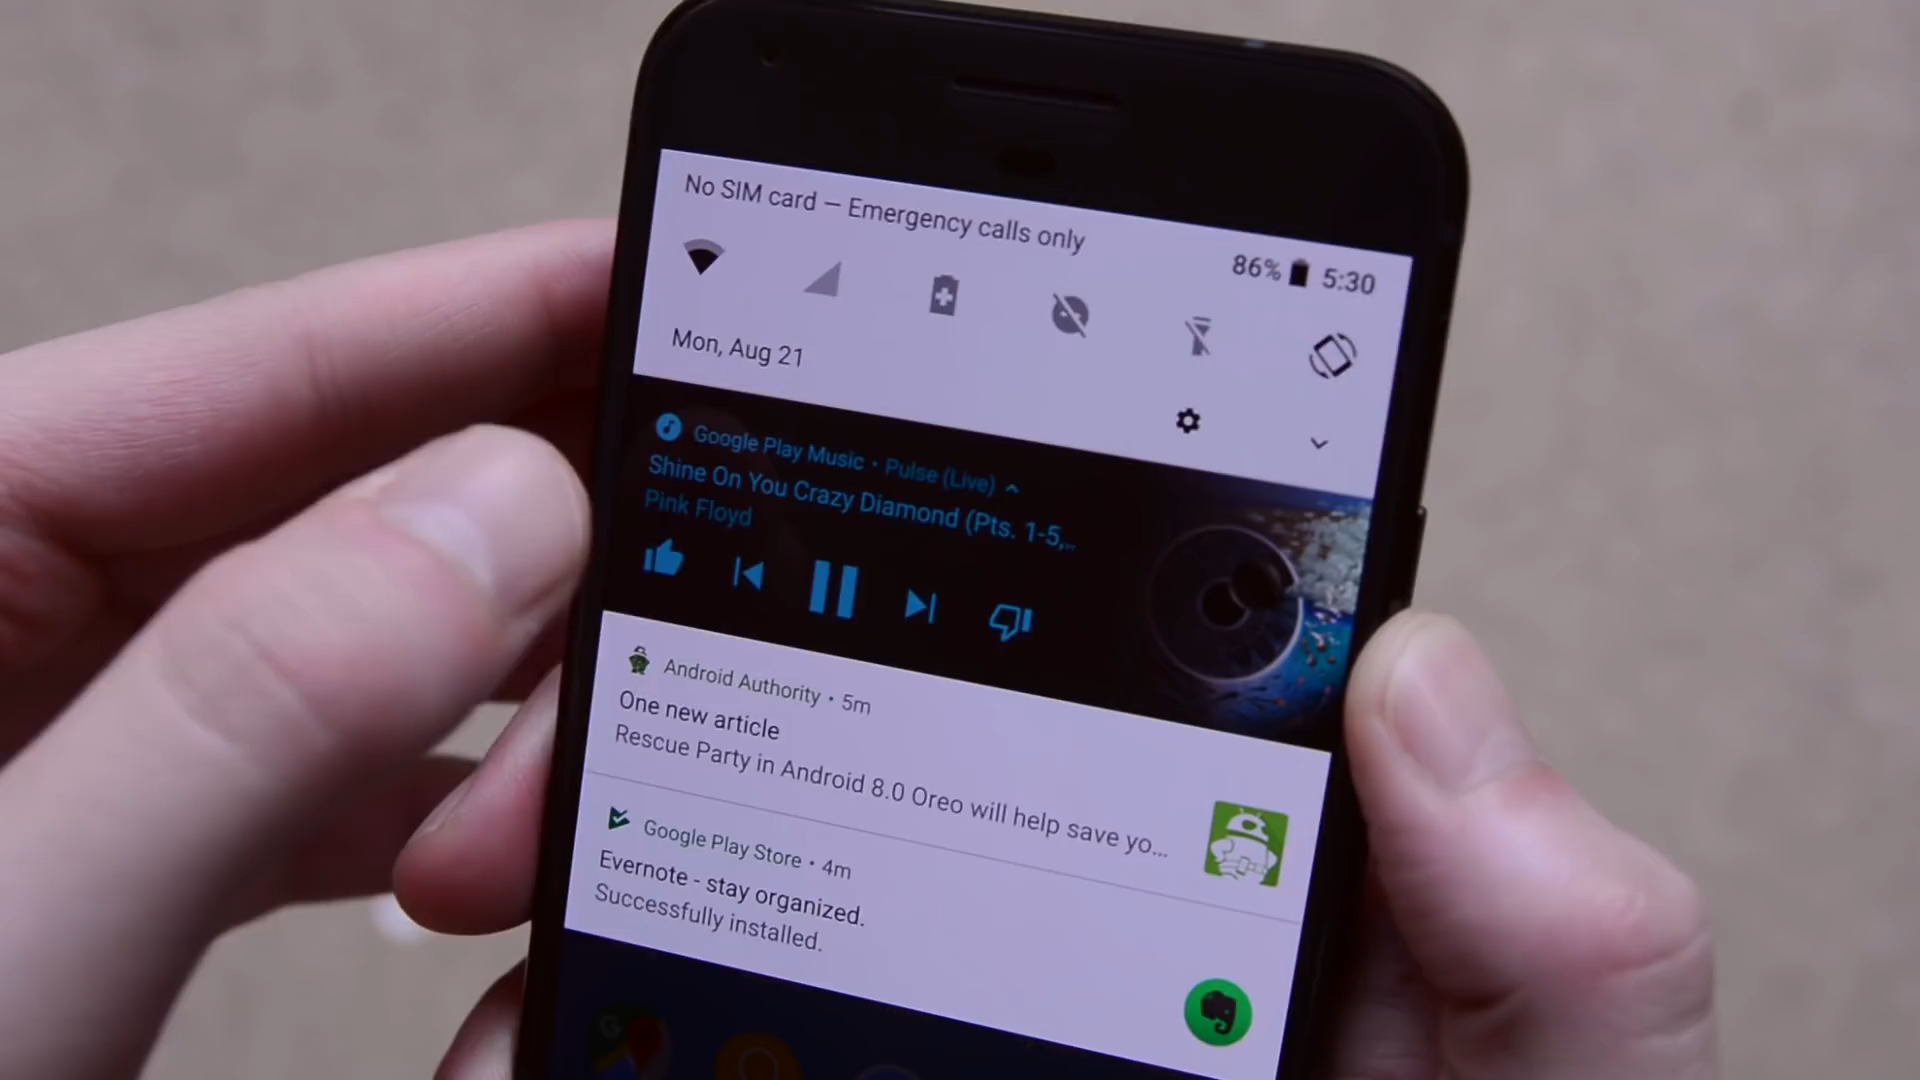 No SIM card — Emergency calls only
86% 5:30
Mon, Aug 21
Google Play Music • Pulse (Live)
Shine On You Crazy Diamond (Pts. 1-5,...
Pink Floyd
Android Authority • 5m
One new article
Rescue Party in Android 8.0 Oreo will help save yo...
Google Play Store • 4m
Evernote - stay organized.
Successfully installed.